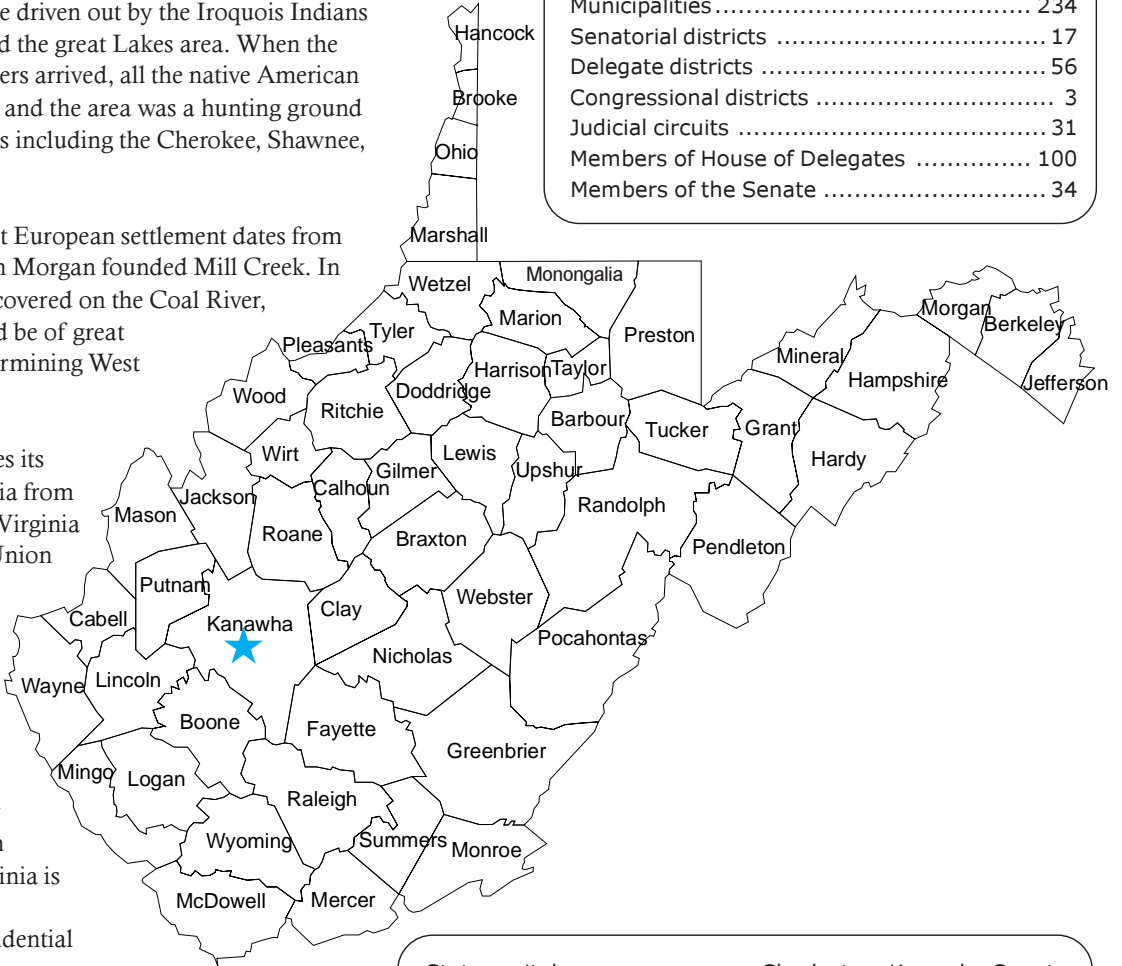 e driven out by the Iroquois Indians
d the great Lakes area. When the
ers arrived, all the native American
and the area was a hunting ground
s including the Cherokee, Shawnee,
t European settlement dates from
n Morgan founded Mill Creek. In
covered on the Coal River,
d be of great
rmining West
es its
ia from
Virginia
Union
n
inia is
dential
Municipalities.................................... 234
Senatorial districts ............................... 17
Delegate districts ................................. 56
Congressional districts ........................... 3
Judicial circuits .................................... 31
Members of House of Delegates .............. 100
Members of the Senate ......................... 34
Hancock
Brooke
Ohio
Marshall
Wetzel
Monongalia
Marion
Preston
Tyler
Pleasants
Harrison
Taylor
Doddridge
Wood
Ritchie
Barbour
Tucker
Grant
Mineral
Hampshire
Morgan
Berkeley
Jefferson
Hardy
Wirt
Gilmer
Lewis
Upshur
Calhoun
Jackson
Mason
Roane
Braxton
Randolph
Pendleton
Putnam
Clay
Webster
Cabell
Kanawha
Pocahontas
Nicholas
Wayne
Lincoln
Boone
Fayette
Greenbrier
Mingo
Logan
Raleigh
Wyoming
Summers
Monroe
McDowell
Mercer